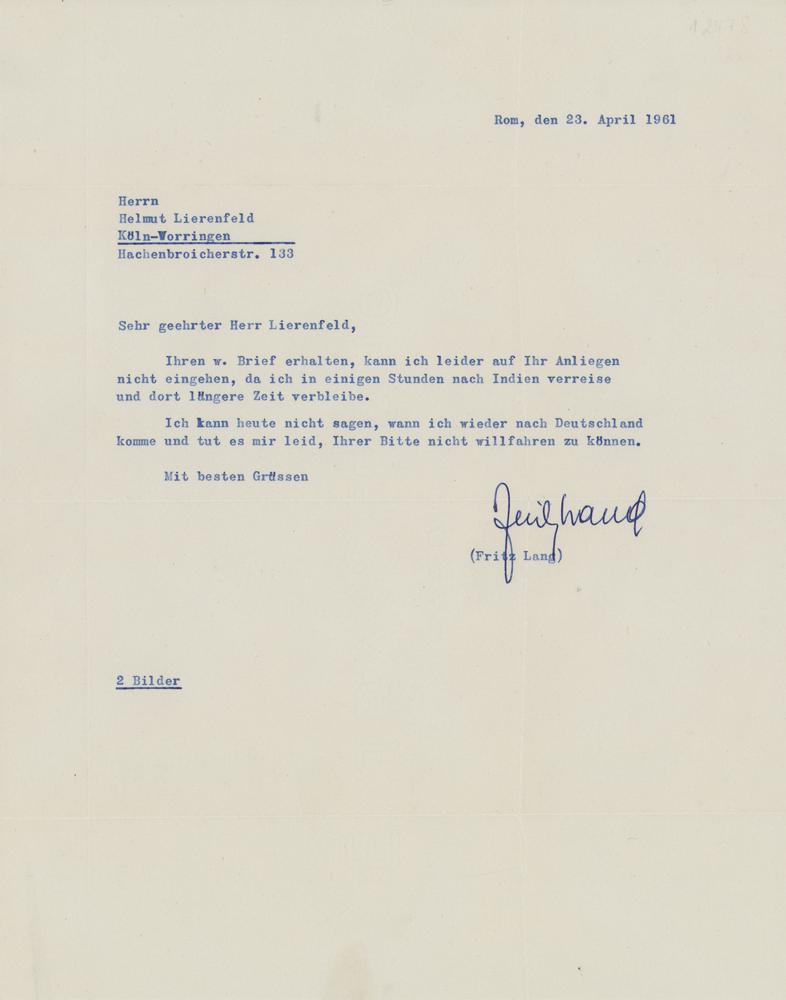 Rom, den 23. April 1961
Herrn
Helmut Lierenfeld
Köln-Worringen
Hachenbroicherstr. 133
Sehr geehrter Herr Lierenfeld,
Ihren w. Brief erhalten, kann ich leider auf Ihr Anliegen
nicht eingehen, da ich in einigen Stunden nach Indien verreise
und dort längere Zeit verbleibe.
Ich kann heute nicht sagen, wann ich wieder nach Deutschland
komme und tut es mir leid, Ihrer Bitte nicht willfahren zu können.
Mit besten Grüssen
Fritz Lang
(Fritz Lang)
2 Bilder